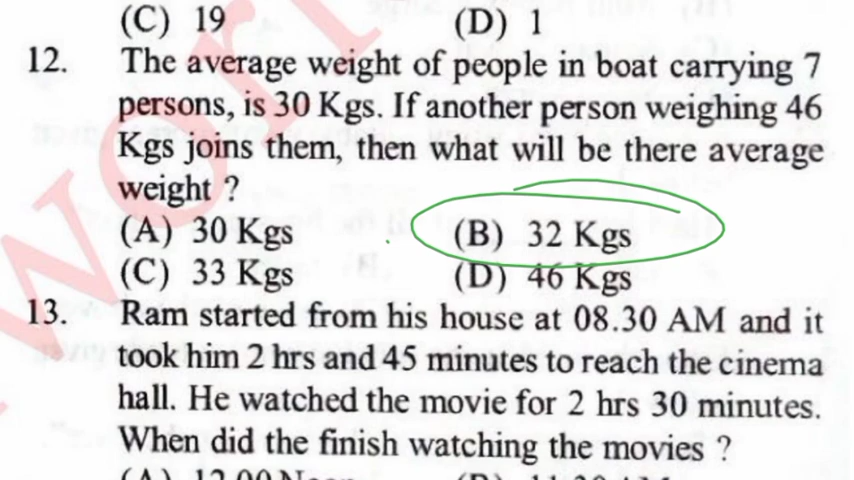 (C) 19 (D) 1
12. The average weight of people in boat carrying 7
persons, is 30 Kgs. If another person weighing 46
Kgs joins them, then what will be there average
weight ?
(A) 30 Kgs (B) 32 Kgs
(C) 33 Kgs (D) 46 Kgs
13. Ram started from his house at 08.30 AM and it
took him 2 hrs and 45 minutes to reach the cinema
hall. He watched the movie for 2 hrs 30 minutes.
When did the finish watching the movies ?